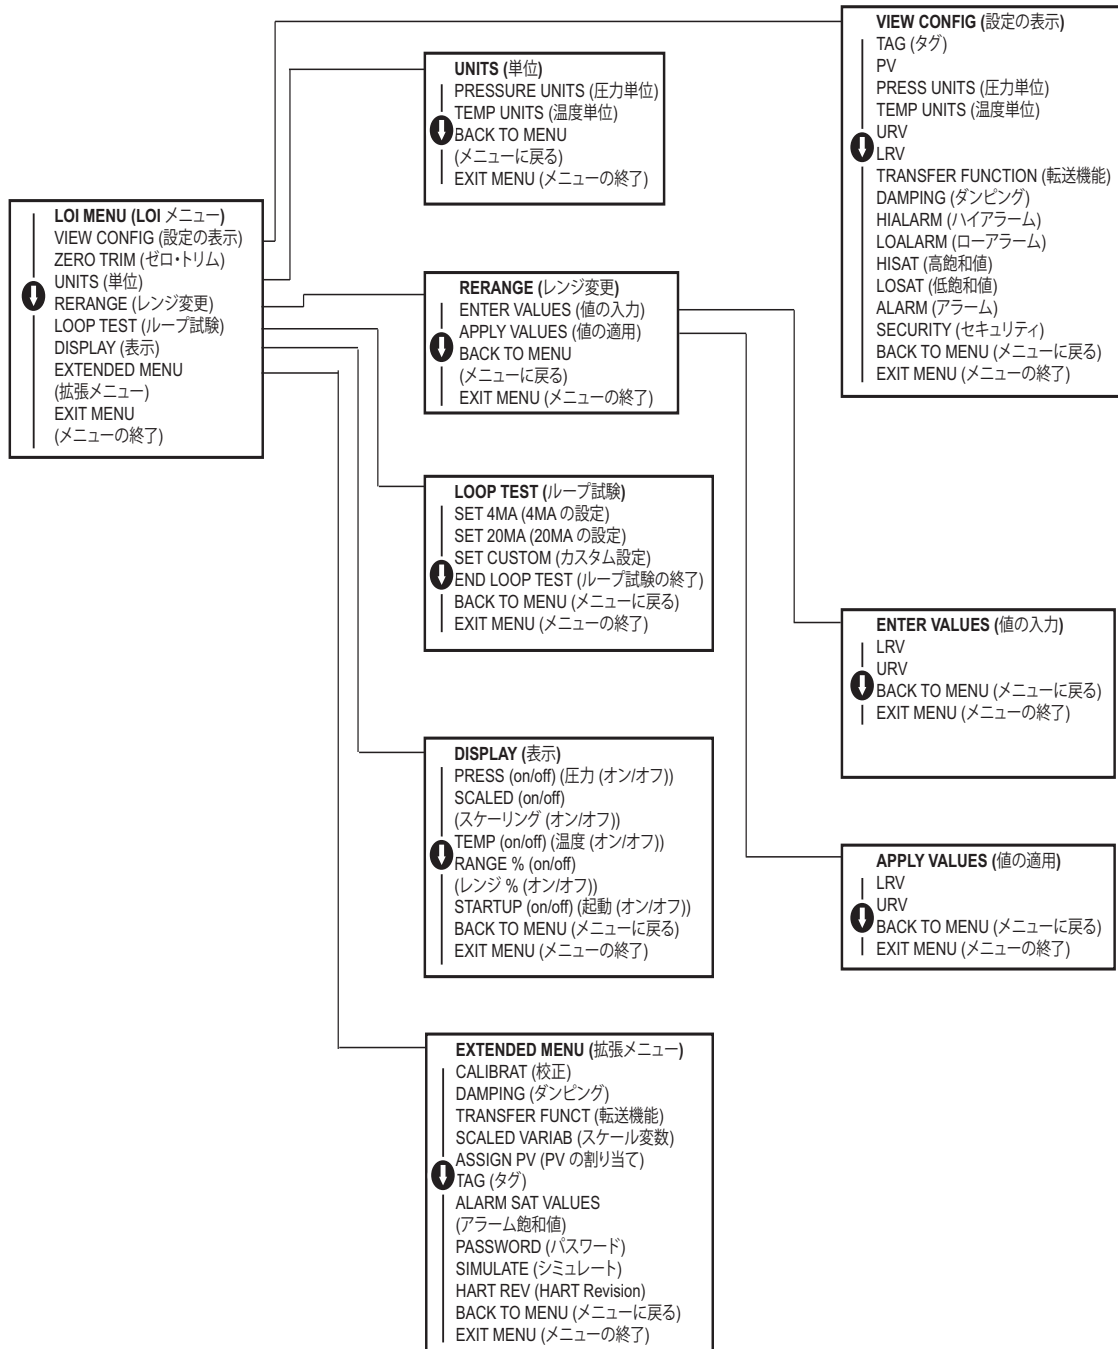 LOI MENU (LOI メニュー)
VIEW CONFIG (設定の表示)
ZERO TRIM (ゼロ・トリム)
UNITS (単位)
RERANGE (レンジ変更)
LOOP TEST (ループ試験)
DISPLAY (表示)
EXTENDED MENU
(拡張メニュー)
EXIT MENU
(メニューの終了)
UNITS (単位)
PRESSURE UNITS (圧力単位)
TEMP UNITS (温度単位)
BACK TO MENU
(メニューに戻る)
EXIT MENU (メニューの終了)
RERANGE (レンジ変更)
ENTER VALUES (値の入力)
APPLY VALUES (値の適用)
BACK TO MENU
(メニューに戻る)
EXIT MENU (メニューの終了)
LOOP TEST (ループ試験)
SET 4MA (4MA の設定)
SET 20MA (20MA の設定)
SET CUSTOM (カスタム設定)
END LOOP TEST (ループ試験の終了)
BACK TO MENU (メニューに戻る)
EXIT MENU (メニューの終了)
DISPLAY (表示)
PRESS (on/off) (圧力 (オン/オフ))
SCALED (on/off)
(スケーリング (オン/オフ))
TEMP (on/off) (温度 (オン/オフ))
RANGE % (on/off)
(レンジ % (オン/オフ))
STARTUP (on/off) (起動 (オン/オフ))
BACK TO MENU (メニューに戻る)
EXIT MENU (メニューの終了)
EXTENDED MENU (拡張メニュー)
CALIBRAT (校正)
DAMPING (ダンピング)
TRANSFER FUNCT (転送機能)
SCALED VARIAB (スケール変数)
ASSIGN PV (PV の割り当て)
TAG (タグ)
ALARM SAT VALUES
(アラーム飽和値)
PASSWORD (パスワード)
SIMULATE (シミュレート)
HART REV (HART Revision)
BACK TO MENU (メニューに戻る)
EXIT MENU (メニューの終了)
VIEW CONFIG (設定の表示)
TAG (タグ)
PV
PRESS UNITS (圧力単位)
TEMP UNITS (温度単位)
URV
LRV
TRANSFER FUNCTION (転送機能)
DAMPING (ダンピング)
HIALARM (ハイアラーム)
LOALARM (ローアラーム)
HISAT (高飽和値)
LOSAT (低飽和値)
ALARM (アラーム)
SECURITY (セキュリティ)
BACK TO MENU (メニューに戻る)
EXIT MENU (メニューの終了)
ENTER VALUES (値の入力)
LRV
URV
BACK TO MENU (メニューに戻る)
EXIT MENU (メニューの終了)
APPLY VALUES (値の適用)
LRV
URV
BACK TO MENU (メニューに戻る)
EXIT MENU (メニューの終了)